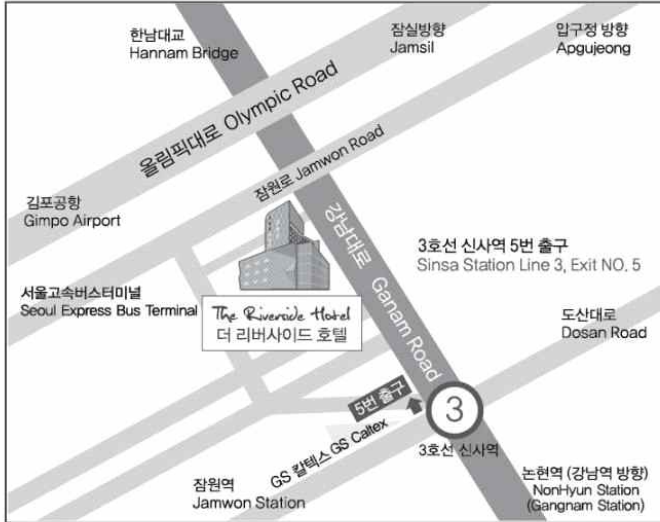 한남대교
Hannam Bridge
잠실방향
Jamsil
압구정 방향
Apgujeong
올림픽대로 Olympic Road
잠원로 Jamwon Road
김포공항
Gimpo Airport
강남대로 Ganam Road
3호선 신사역 5번 출구
Sinsa Station Line 3, Exit NO. 5
서울고속버스터미널
Seoul Express Bus Terminal
The Riverside Hotel
더 리버사이드 호텔
도산대로
Dosan Road
5번 출구
3
GS 칼텍스 GS Caltex
3호선 신사역
잠원역
Jamwon Station
논현역 (강남역 방향)
NonHyun Station
(Gangnam Station)